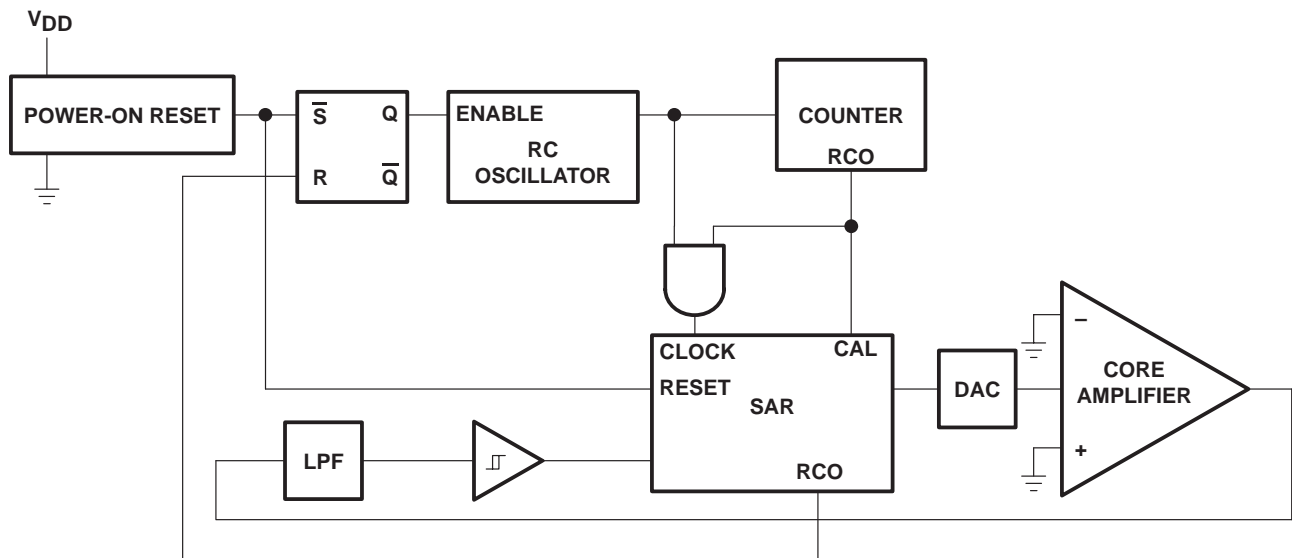 VDD
POWER-ON RESET
S̅ Q
R Q̅
ENABLE
RC
OSCILLATOR
COUNTER
RCO
CLOCK CAL
RESET
SAR
RCO
DAC
−
CORE
AMPLIFIER
+
LPF